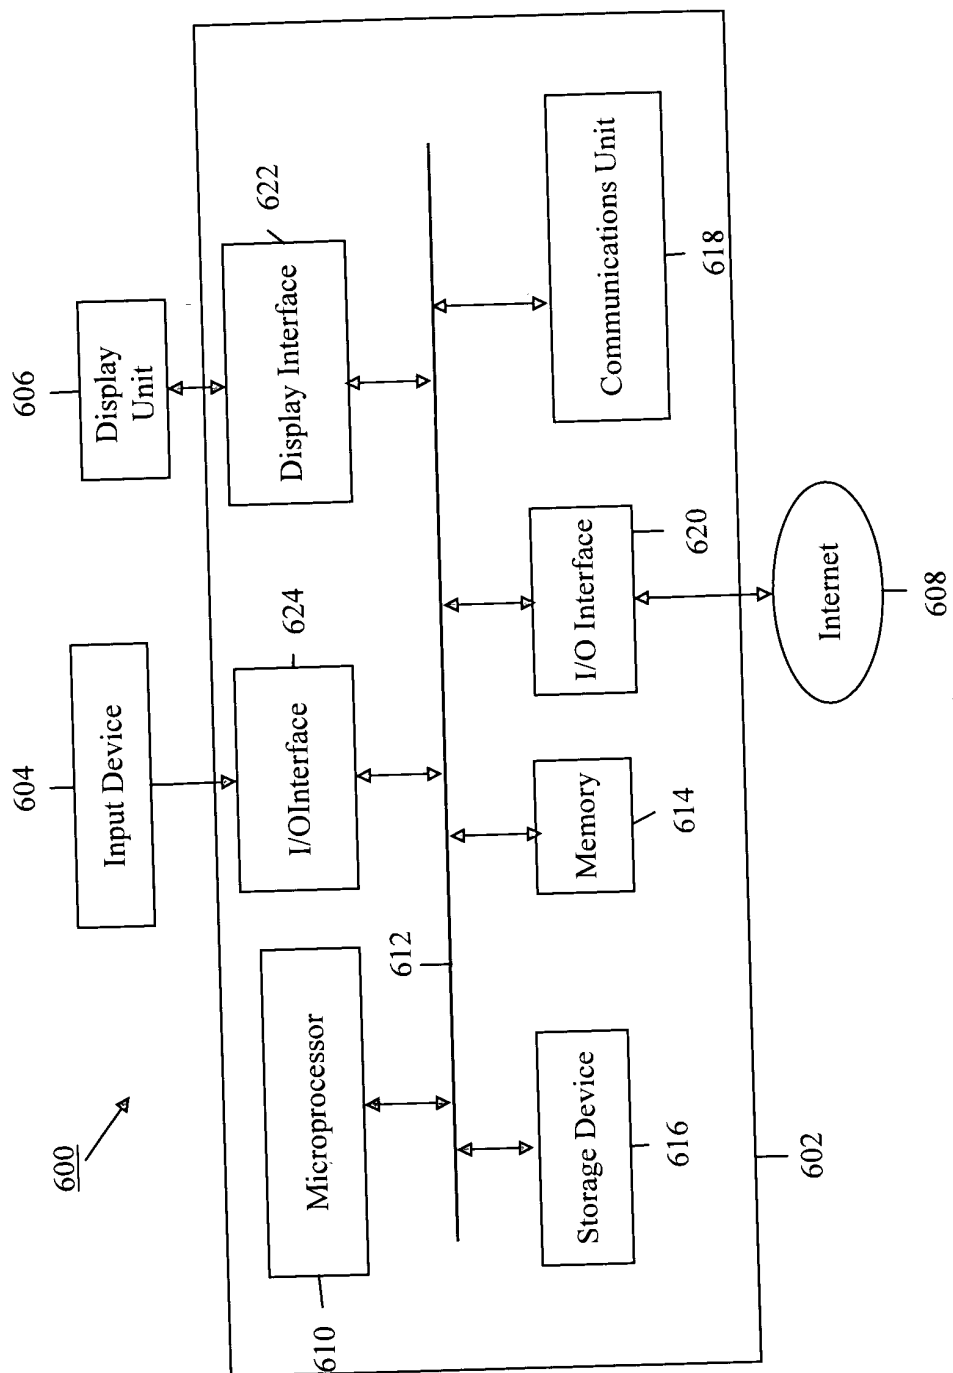 600
604
Input Device
606
Display
Unit
610
Microprocessor
I/OInterface
624
Display Interface
622
612
Storage Device
616
Memory
614
I/O Interface
620
Communications Unit
618
602
Internet
608